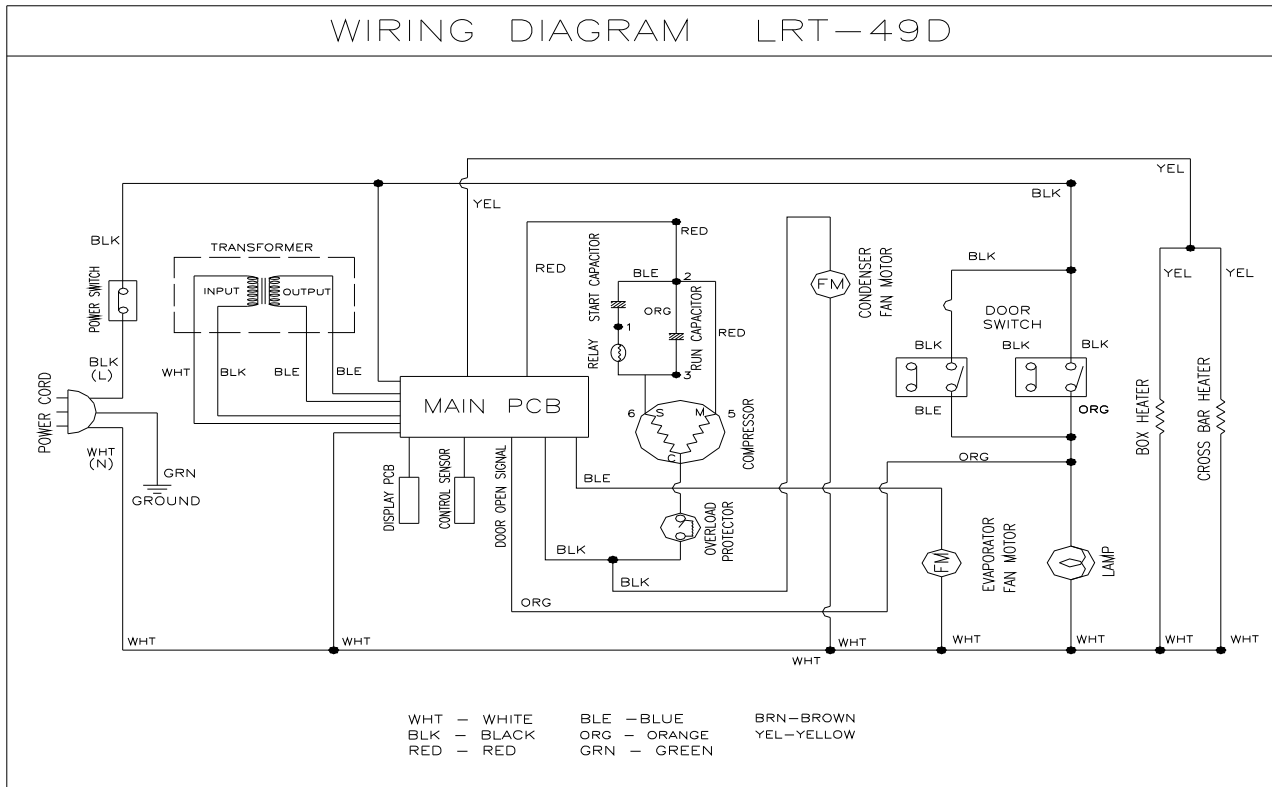 WIRING DIAGRAM LRT-49D
YEL
BLK
YEL
BLK
TRANSFORMER
INPUT
OUTPUT
POWER SWITCH
RED
RED
BLE
2
START CAPACITOR
ORG
RUN CAPACITOR
1
RELAY
RED
3
FM
CONDENSER
FAN MOTOR
BLK
DOOR
SWITCH
BLK
BLK
BLK
YEL
YEL
BLK
(L)
WHT
BLK
BLE
BLE
POWER CORD
WHT
(N)
GRN
GROUND
MAIN PCB
6
S
M
5
C
COMPRESSOR
BLE
ORG
BOX HEATER
CROSS BAR HEATER
DISPLAY PCB
CONTROL SENSOR
DOOR OPEN SIGNAL
BLE
ORG
OVERLOAD
PROTECTOR
BLK
BLK
FM
EVAPORATOR
FAN MOTOR
LAMP
ORG
WHT
WHT
WHT
WHT
WHT
WHT
WHT
WHT
WHT - WHITE
BLK - BLACK
RED - RED
BLE -BLUE
ORG - ORANGE
GRN - GREEN
BRN-BROWN
YEL-YELLOW